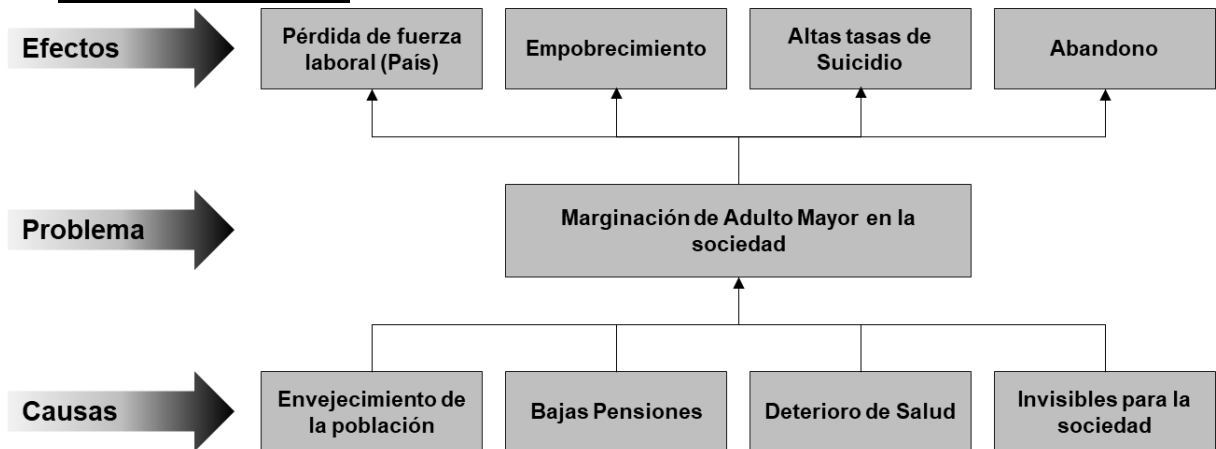 Efectos
Pérdida de fuerza
laboral (País)
Empobrecimiento
Altas tasas de
Suicidio
Abandono
Problema
Marginación de Adulto Mayor en la
sociedad
Causas
Envejecimiento de
la población
Bajas Pensiones
Deterioro de Salud
Invisibles para la
sociedad